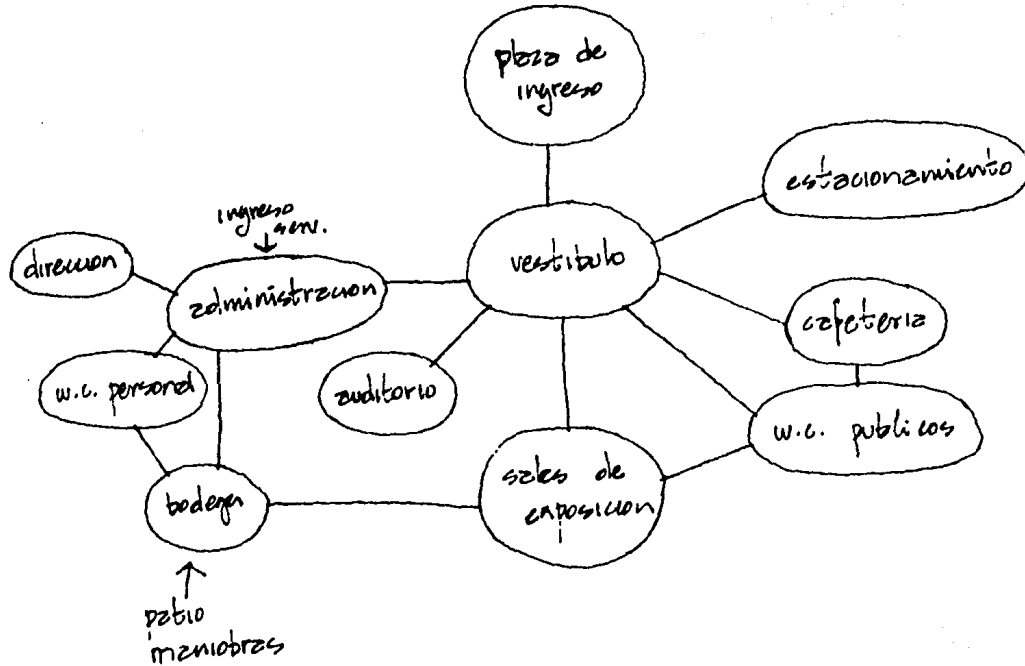 plaza de
ingreso
estacionamiento
ingreso
serv.
vestibulo
direccion
administracion
cafeteria
w.c. personal
auditorio
w.c. publicos
salas de
exposicion
bodega
patio
maniobras